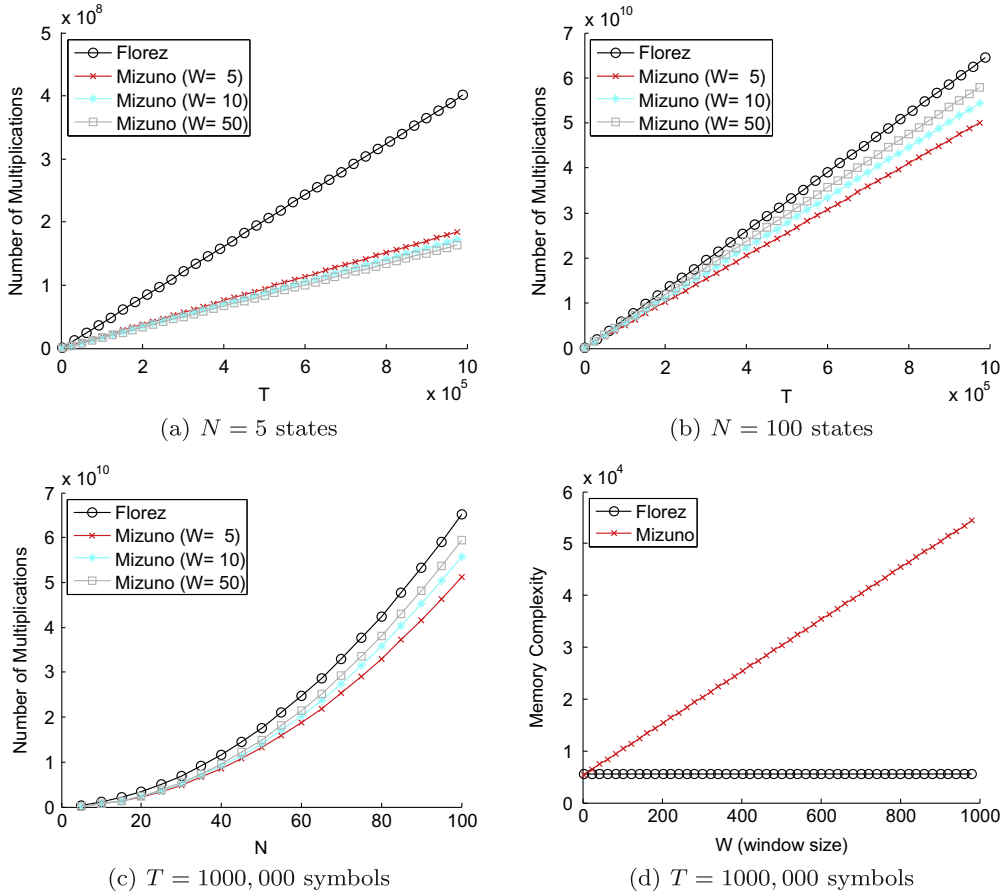 x 10^8
5
4
3
2
1
0
Number of Multiplications
Florez
Mizuno (W= 5)
Mizuno (W= 10)
Mizuno (W= 50)
0 2 4 6 8 10
T
x 10^5
(a) N = 5 states
x 10^10
7
6
5
4
3
2
1
0
Number of Multiplications
Florez
Mizuno (W= 5)
Mizuno (W= 10)
Mizuno (W= 50)
0 2 4 6 8 10
T
x 10^5
(b) N = 100 states
x 10^10
7
6
5
4
3
2
1
0
Number of Multiplications
Florez
Mizuno (W= 5)
Mizuno (W= 10)
Mizuno (W= 50)
0 20 40 60 80 100
N
(c) T = 1000, 000 symbols
x 10^4
6
5
4
3
2
1
0
Memory Complexity
Florez
Mizuno
0 200 400 600 800 1000
W (window size)
(d) T = 1000, 000 symbols